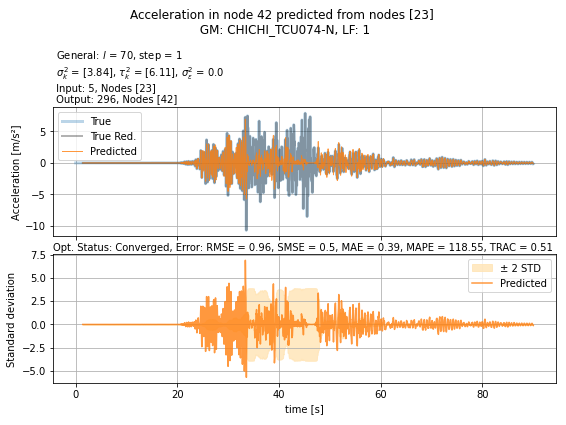 Acceleration in node 42 predicted from nodes [23]
GM: CHICHI_TCU074-N, LF: 1
General: l = 70, step = 1
σ_k² = [3.84], τ_k² = [6.11], σ_ε² = 0.0
Input: 5, Nodes [23]
Output: 296, Nodes [42]
Acceleration [m/s²]
5
0
−5
−10
True
True Red.
Predicted
Opt. Status: Converged, Error: RMSE = 0.96, SMSE = 0.5, MAE = 0.39, MAPE = 118.55, TRAC = 0.51
Standard deviation
7.5
5.0
2.5
0.0
−2.5
−5.0
± 2 STD
Predicted
0 20 40 60 80
time [s]